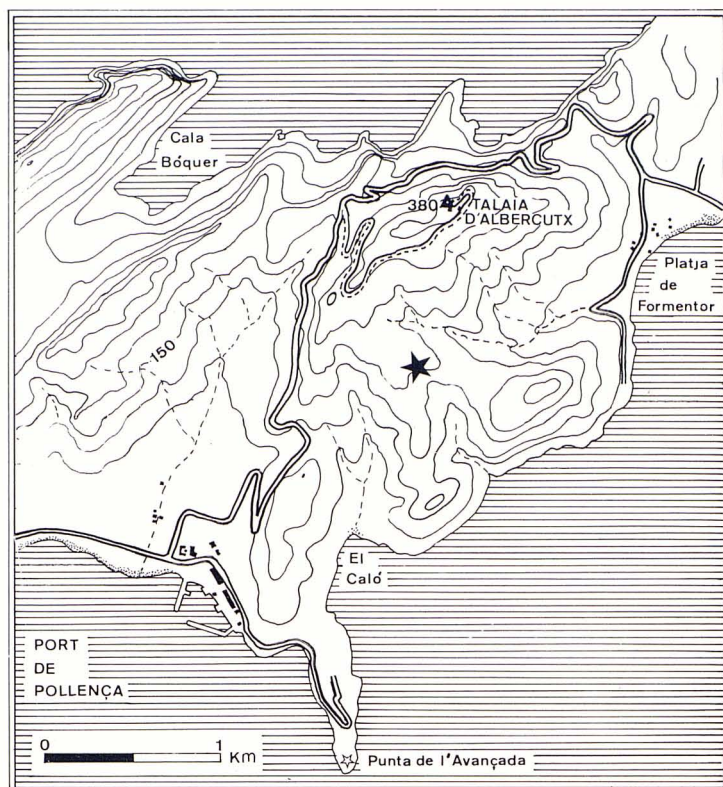 Cala
Bóquer
380
TALAIA
D'ALBERCUTX
Platja
de
Formentor
150
El
Caló
PORT
DE
POLLENÇA
0 1
Km
Punta de l'Avançada